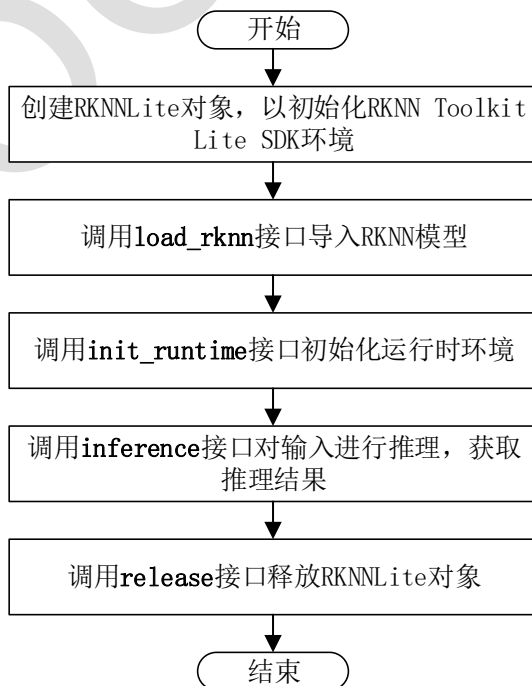 开始
创建RKNNLite对象，以初始化RKNN Toolkit
Lite SDK环境
调用load_rknn接口导入RKNN模型
调用init_runtime接口初始化运行时环境
调用inference接口对输入进行推理，获取
推理结果
调用release接口释放RKNNLite对象
结束